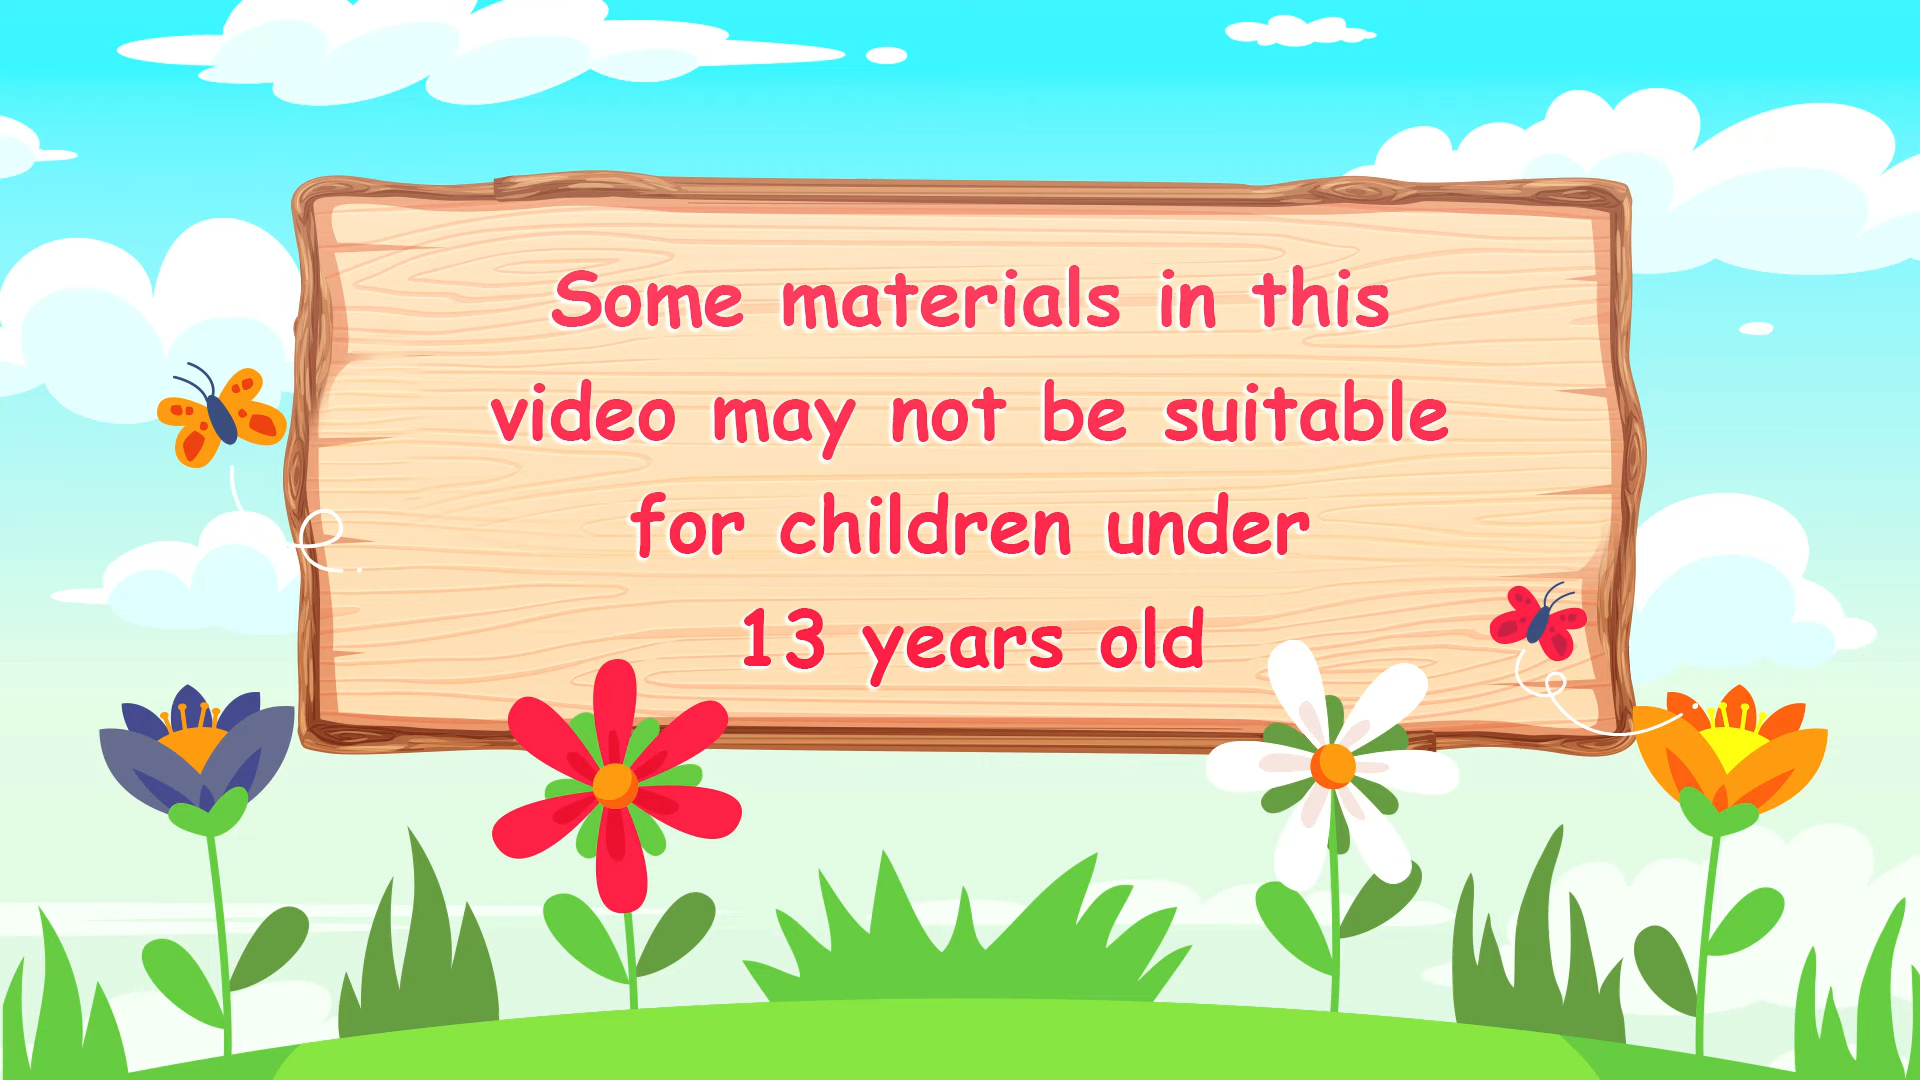 Some materials in this
video may not be suitable
for children under
13 years old